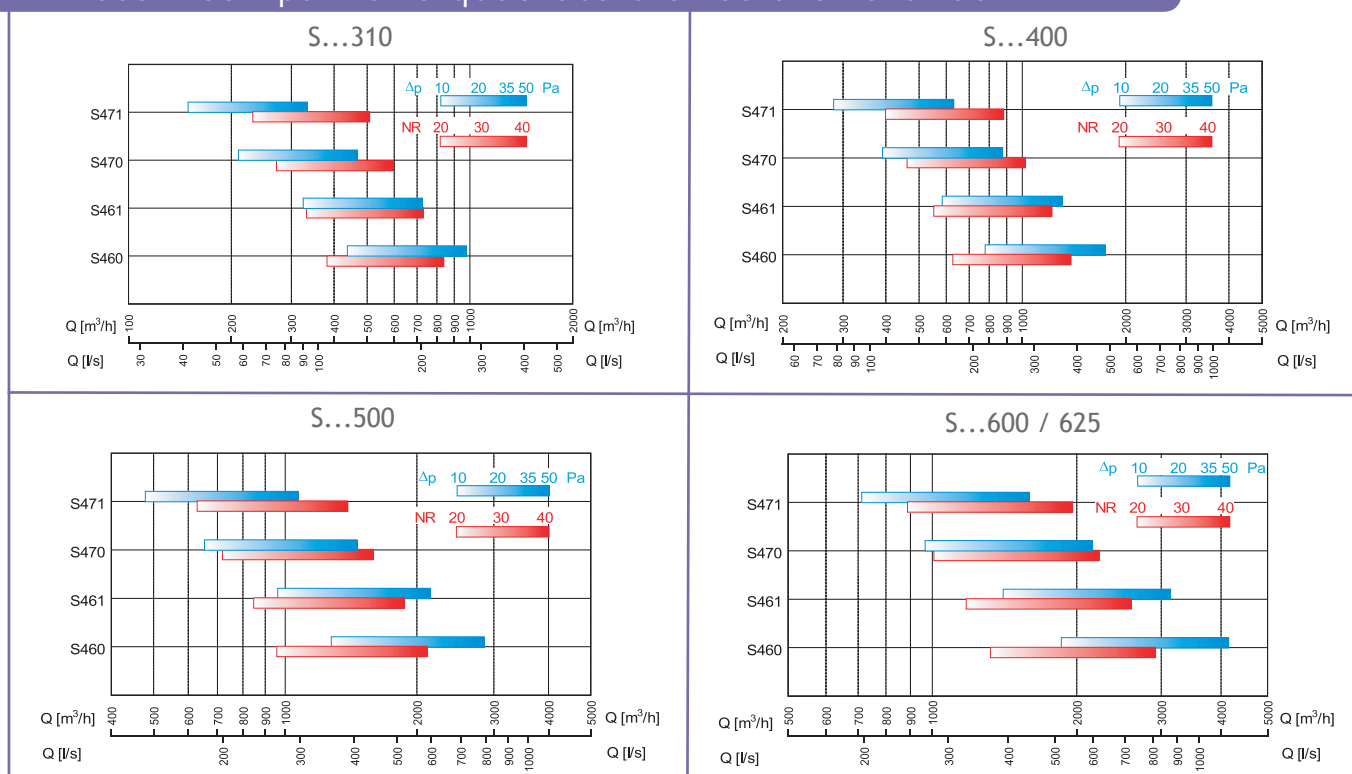 S...310
Δp 10 20 35 50 Pa
NR 20 30 40
S471
S470
S461
S460
Q [m³/h] 100 200 300 400 500 600 700 800 900 1000 2000 Q [m³/h]
Q [l/s] 30 40 50 60 70 80 90 100 200 300 400 500 Q [l/s]
S...400
Δp 10 20 35 50 Pa
NR 20 30 40
S471
S470
S461
S460
Q [m³/h] 200 300 400 500 600 700 800 900 1000 2000 3000 4000 5000 Q [m³/h]
Q [l/s] 60 70 80 90 100 200 300 400 500 600 700 800 900 1000 Q [l/s]
S...500
Δp 10 20 35 50 Pa
NR 20 30 40
S471
S470
S461
S460
Q [m³/h] 400 500 600 700 800 900 1000 2000 3000 4000 5000 Q [m³/h]
Q [l/s] 200 300 400 500 600 700 800 900 1000 Q [l/s]
S...600 / 625
Δp 10 20 35 50 Pa
NR 20 30 40
S471
S470
S461
S460
Q [m³/h] 500 600 700 800 900 1000 2000 3000 4000 5000 Q [m³/h]
Q [l/s] 200 300 400 500 600 700 800 900 1000 Q [l/s]